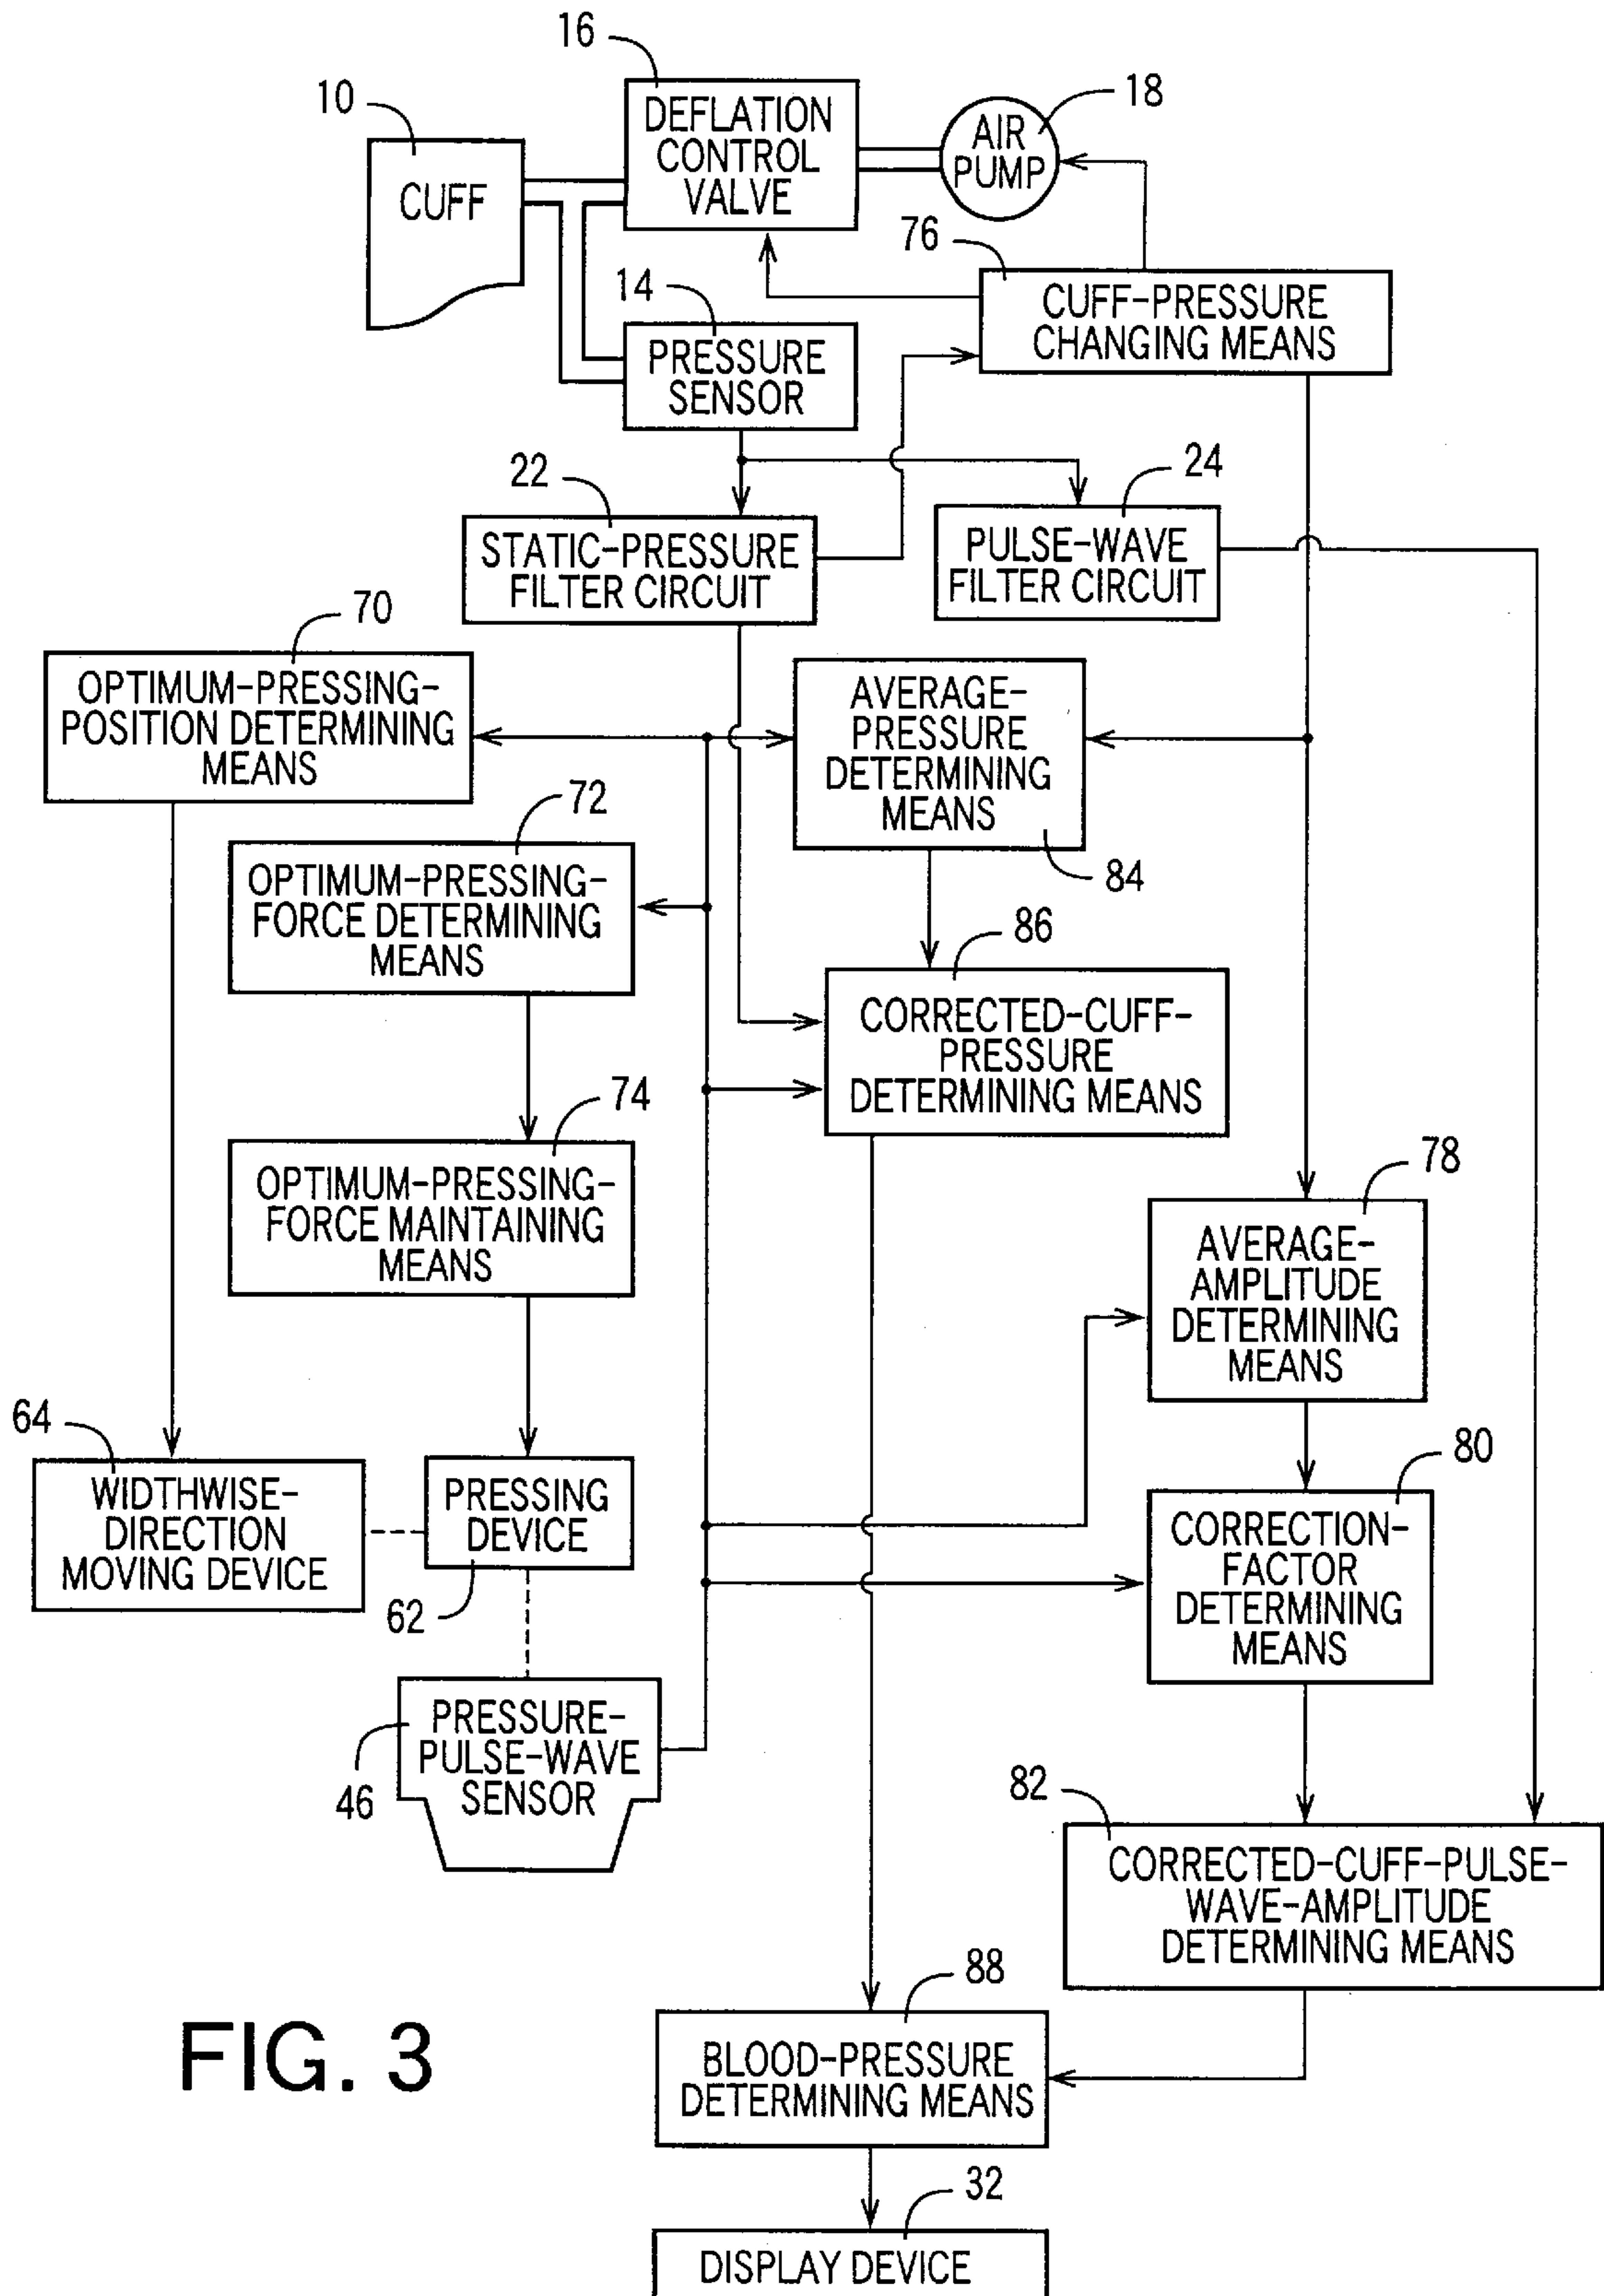 16
10
DEFLATION
CONTROL
VALVE
AIR
PUMP
18
CUFF
76
14
CUFF-PRESSURE
CHANGING MEANS
PRESSURE
SENSOR
22
24
STATIC-PRESSURE
FILTER CIRCUIT
PULSE-WAVE
FILTER CIRCUIT
70
OPTIMUM-PRESSING-
POSITION DETERMINING
MEANS
AVERAGE-
PRESSURE
DETERMINING
MEANS
72
84
OPTIMUM-PRESSING-
FORCE DETERMINING
MEANS
86
CORRECTED-CUFF-
PRESSURE
DETERMINING MEANS
74
OPTIMUM-PRESSING-
FORCE MAINTAINING
MEANS
78
AVERAGE-
AMPLITUDE
DETERMINING
MEANS
64
WIDTHWISE-
DIRECTION
MOVING DEVICE
PRESSING
DEVICE
62
80
CORRECTION-
FACTOR
DETERMINING
MEANS
PRESSURE-
PULSE-WAVE
SENSOR
46
82
CORRECTED-CUFF-PULSE-
WAVE-AMPLITUDE
DETERMINING MEANS
88
BLOOD-PRESSURE
DETERMINING MEANS
FIG. 3
32
DISPLAY DEVICE